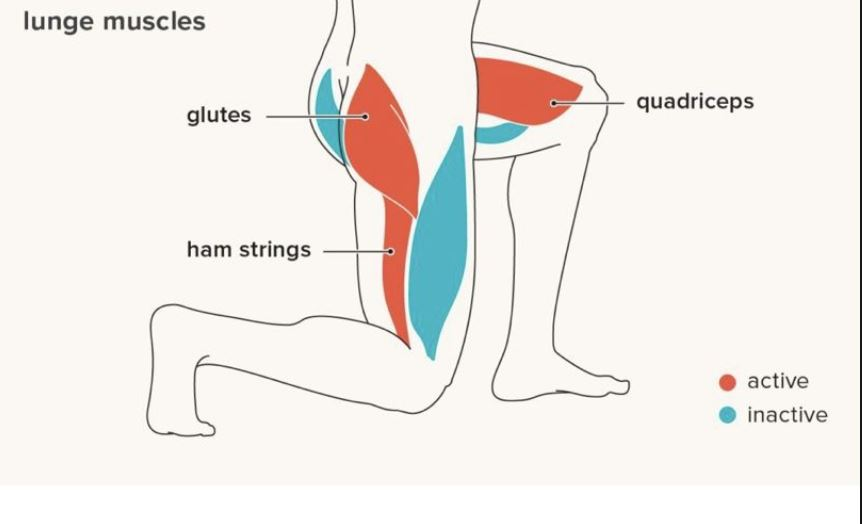 lunge muscles
quadriceps
glutes
ham strings
active
inactive